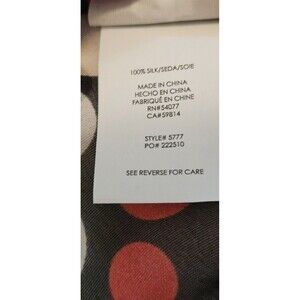 100% SILK/SEDA/SOIE
MADE IN CHINA
HECHO EN CHINA
FABRIQUÉ EN CHINE
RN#54077
CA#59814
STYLE# 5777
PO# 222510
SEE REVERSE FOR CARE